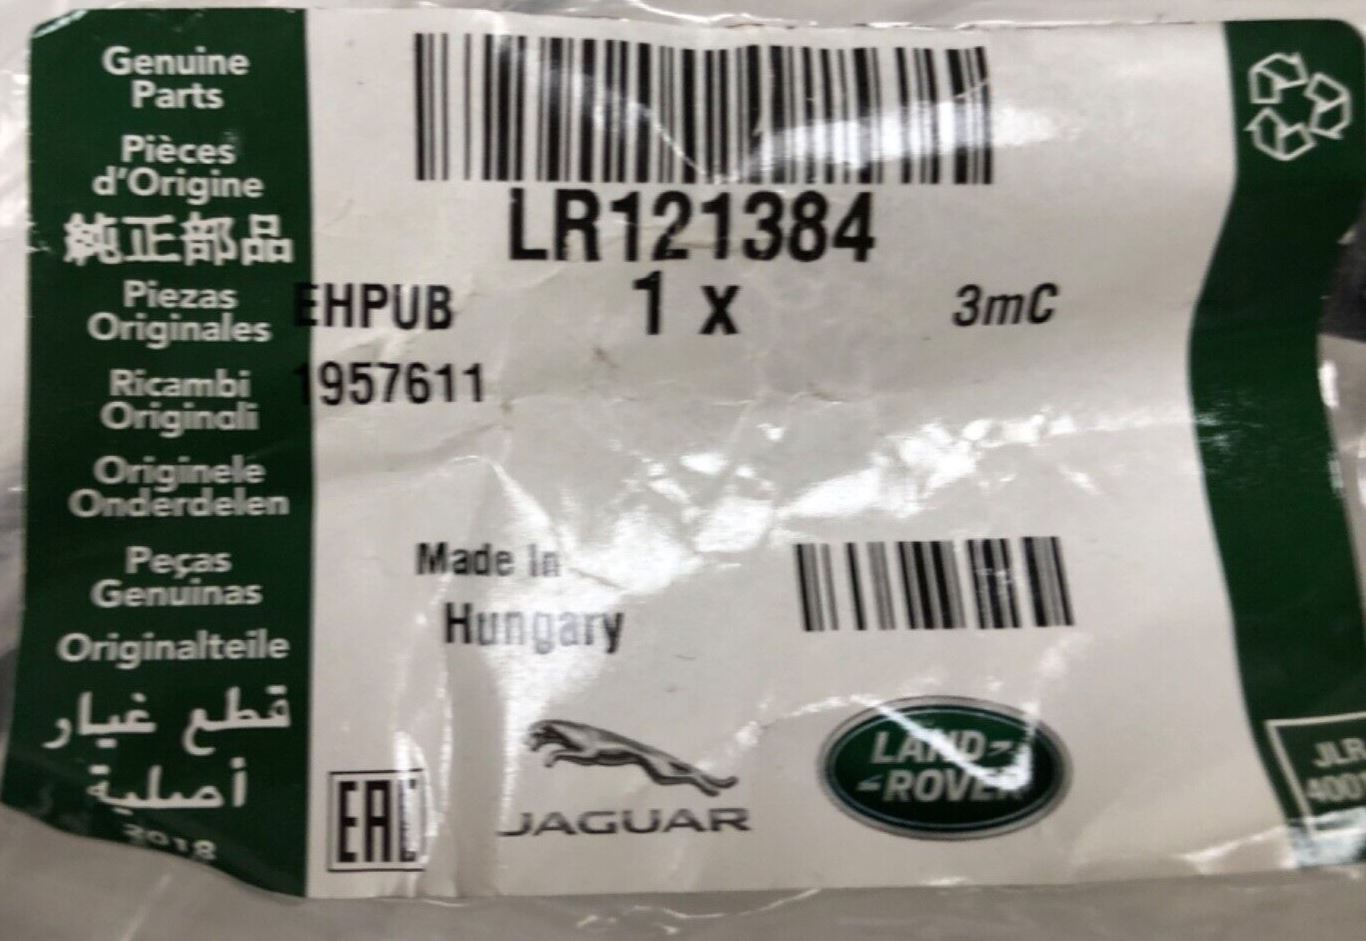 Genuine
Parts
Pièces
d'Origine
純正部品
Piezas
Originales
Ricambi
Originali
Originele
Onderdelen
Peças
Genuinas
Originalteile
قطع غيار
أصلية
2018
LR121384
EHPUB 1 x 3mC
1957611
Made In
Hungary
EAC
JAGUAR
LAND
ROVER
JLR